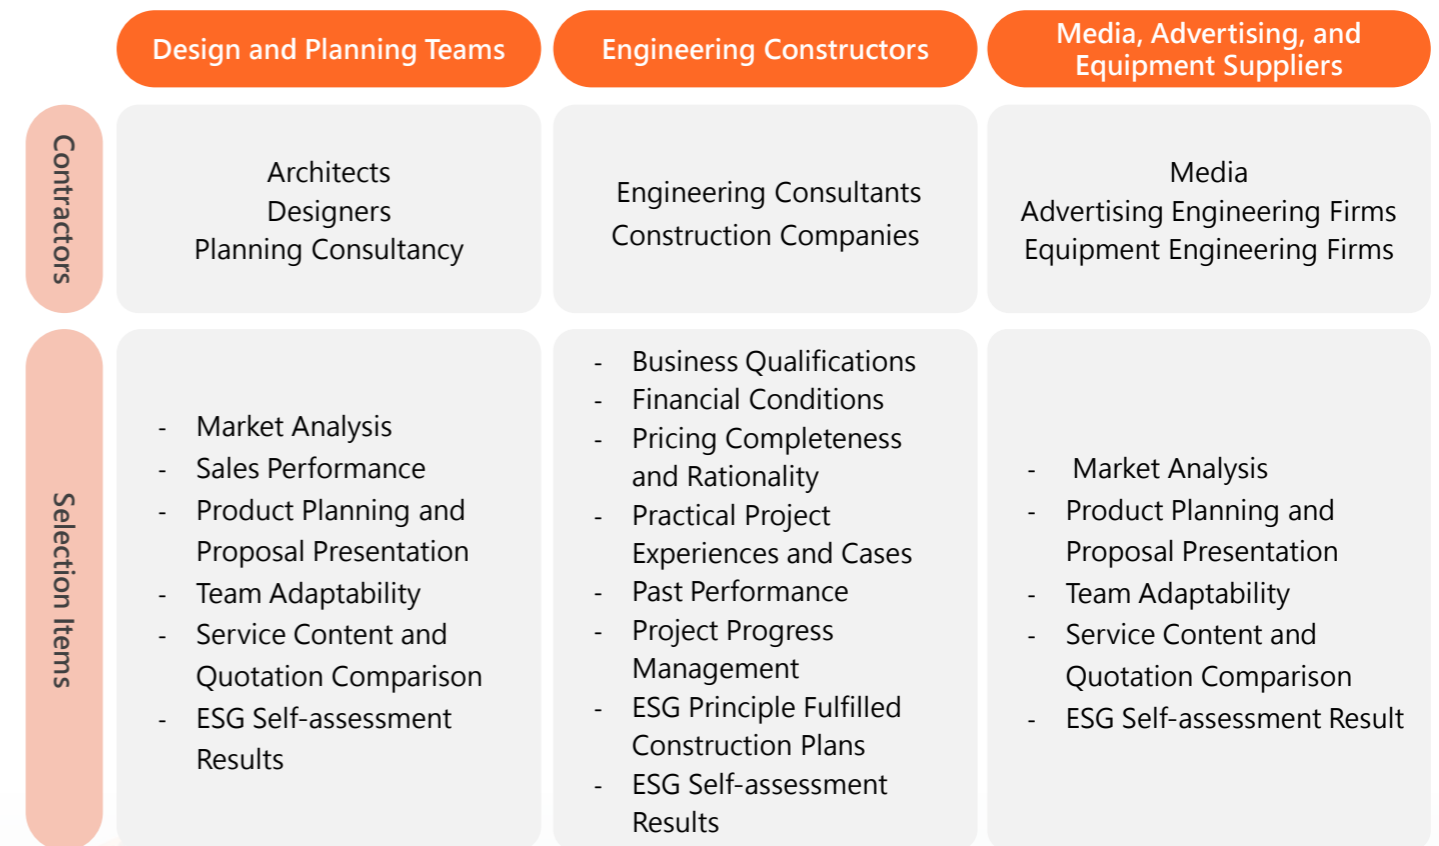 Design and Planning Teams
Engineering Constructors
Media, Advertising, and
Equipment Suppliers
Contractors
Architects
Designers
Planning Consultancy
Engineering Consultants
Construction Companies
Media
Advertising Engineering Firms
Equipment Engineering Firms
Selection Items
- Market Analysis
- Sales Performance
- Product Planning and
Proposal Presentation
- Team Adaptability
- Service Content and
Quotation Comparison
- ESG Self-assessment
Results
- Business Qualifications
- Financial Conditions
- Pricing Completeness
and Rationality
- Practical Project
Experiences and Cases
- Past Performance
- Project Progress
Management
- ESG Principle Fulfilled
Construction Plans
- ESG Self-assessment
Results
- Market Analysis
- Product Planning and
Proposal Presentation
- Team Adaptability
- Service Content and
Quotation Comparison
- ESG Self-assessment Result